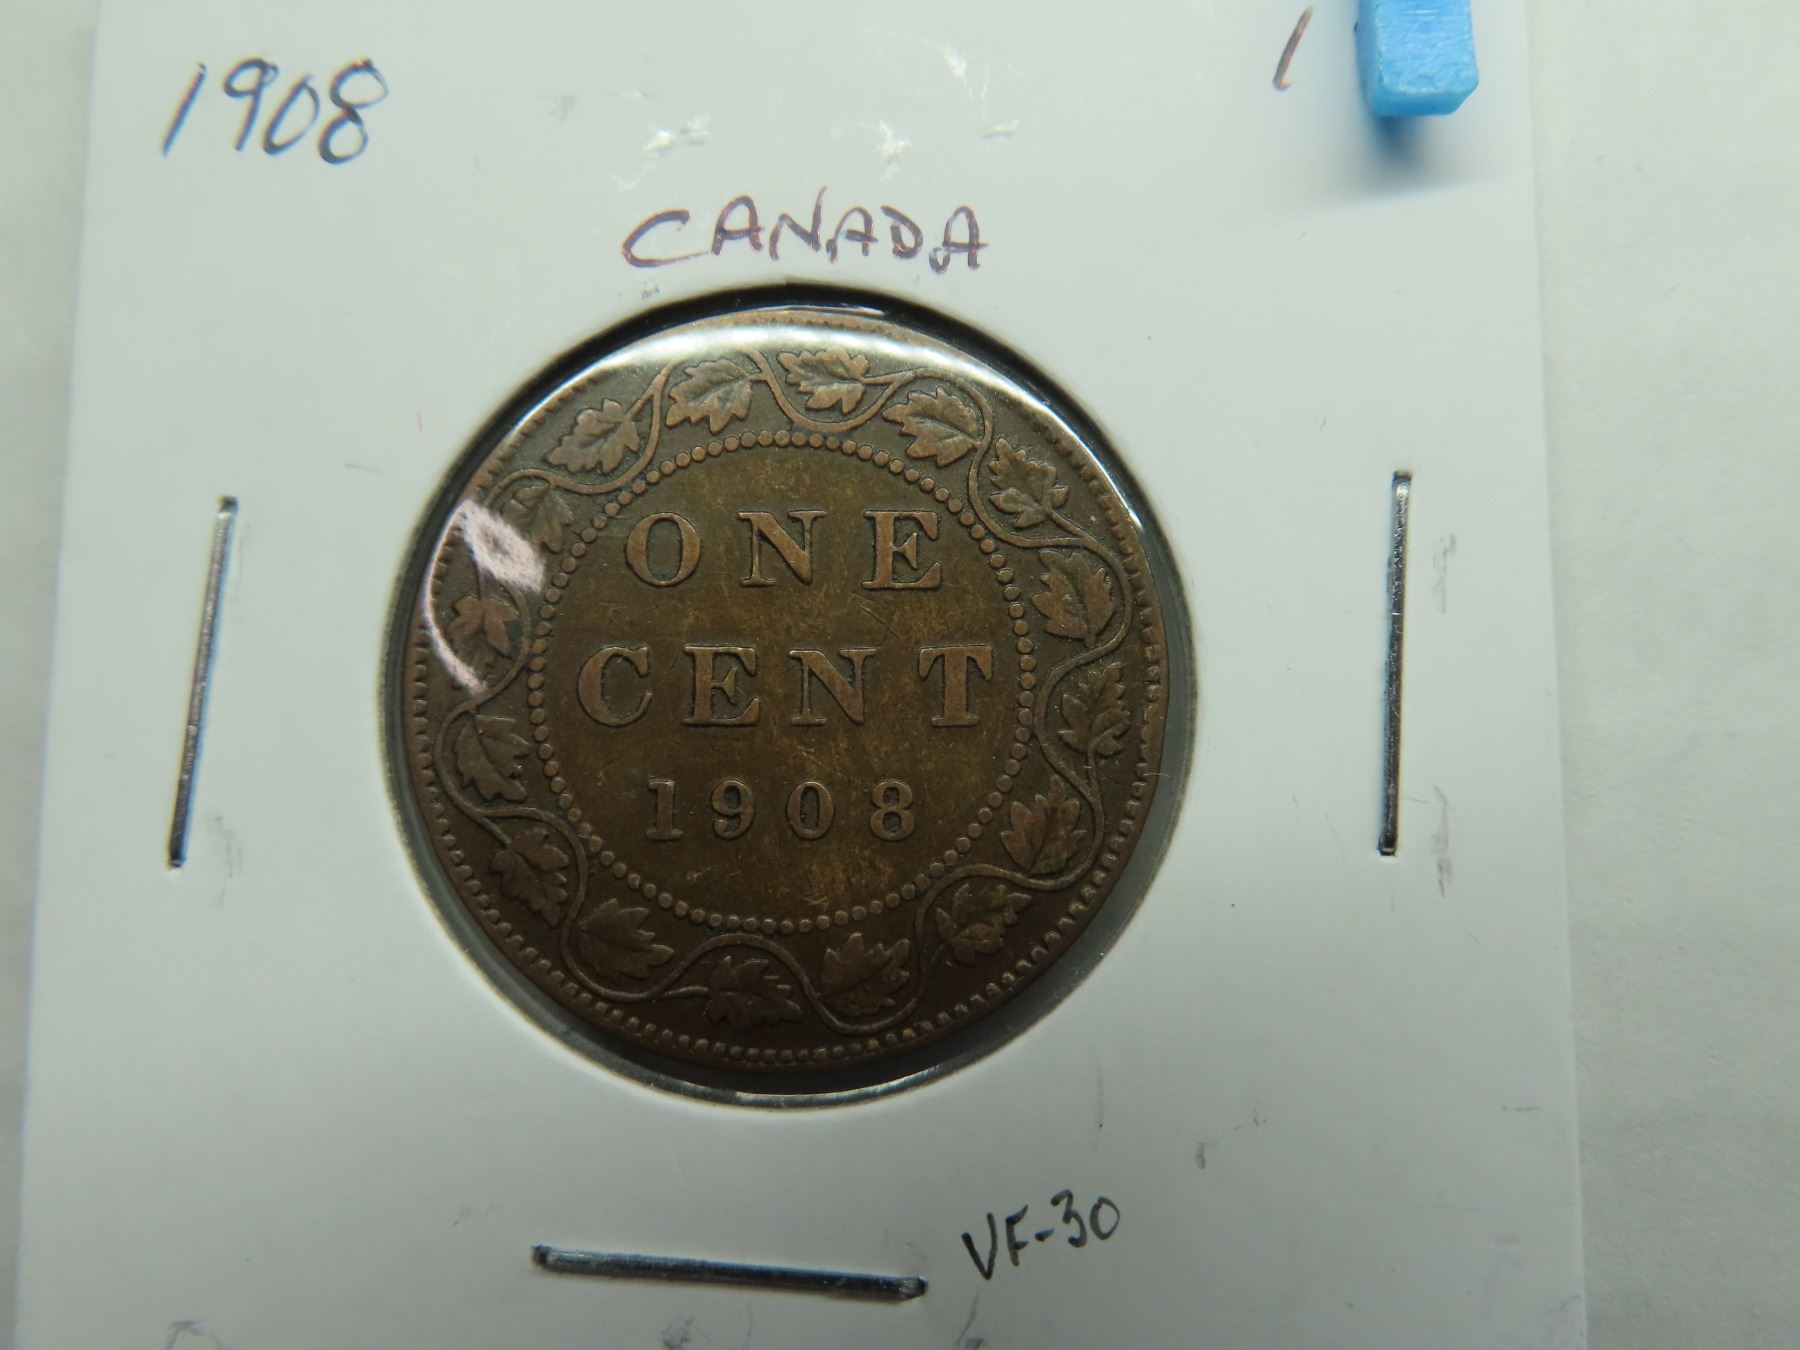 1908 1
CANADA
ONE
CENT
1908
VF-30